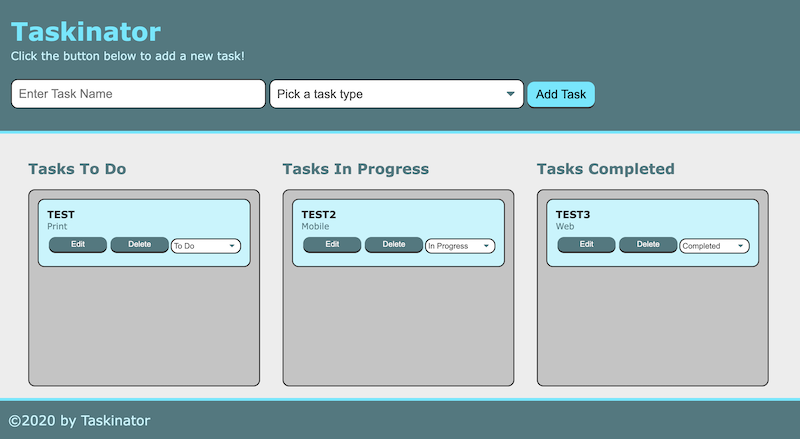 Taskinator
Click the button below to add a new task!
Enter Task Name
Pick a task type
Add Task
Tasks To Do
TEST
Print
Edit
Delete
To Do
Tasks In Progress
TEST2
Mobile
Edit
Delete
In Progress
Tasks Completed
TEST3
Web
Edit
Delete
Completed
©2020 by Taskinator